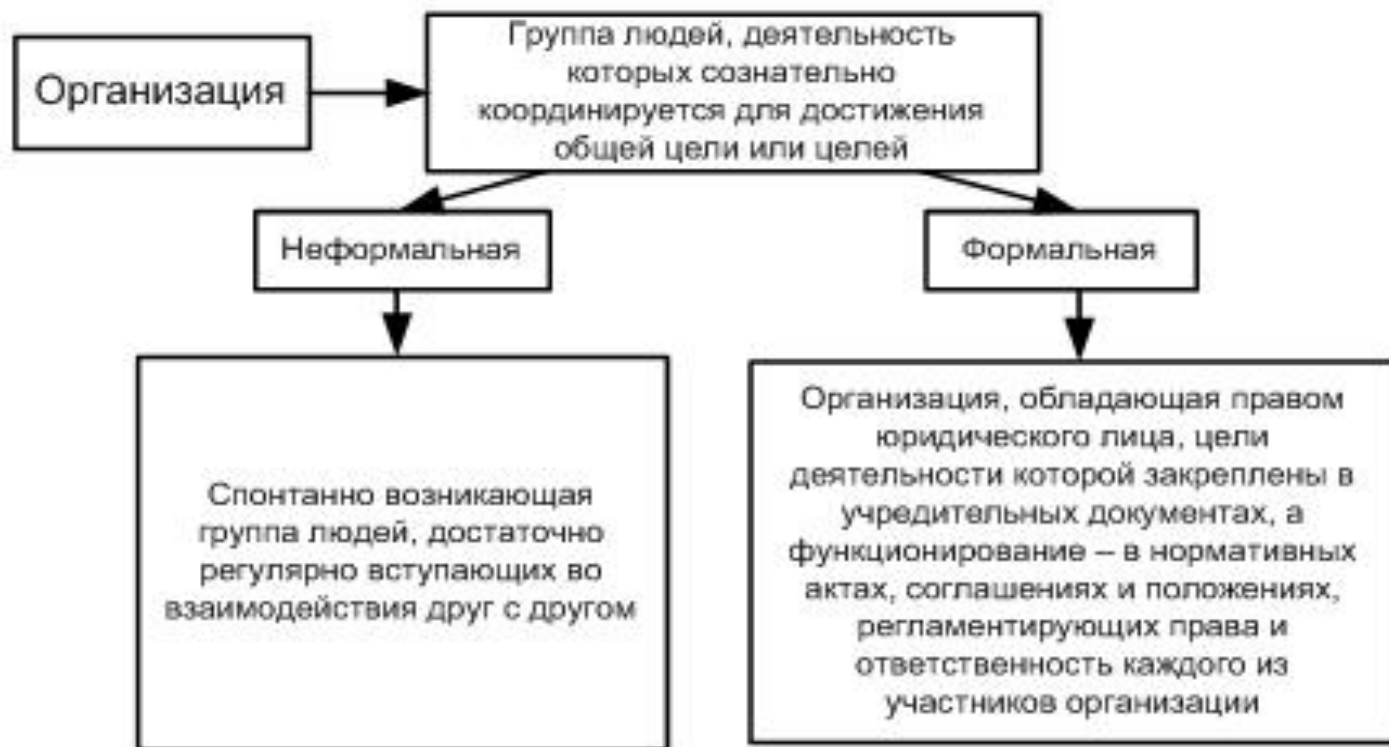 Организация
Группа людей, деятельность
которых сознательно
координируется для достижения
общей цели или целей
Неформальная
Формальная
Спонтанно возникающая
группа людей, достаточно
регулярно вступающих во
взаимодействия друг с другом
Организация, обладающая правом
юридического лица, цели
деятельности которой закреплены в
учредительных документах, а
функционирование – в нормативных
актах, соглашениях и положениях,
регламентирующих права и
ответственность каждого из
участников организации